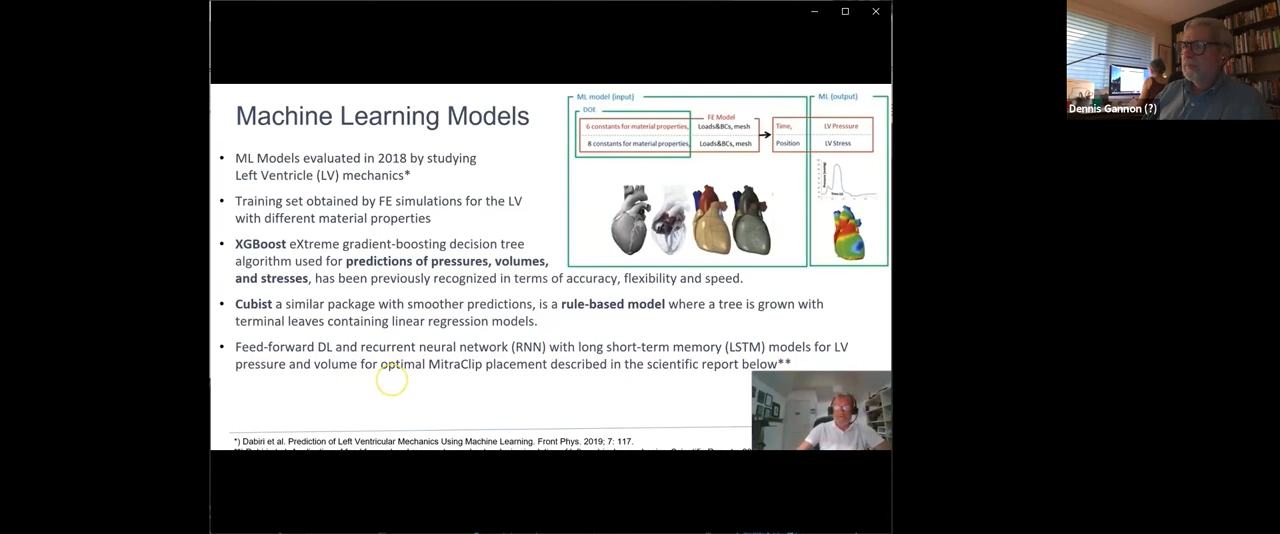 Machine Learning Models
• ML Models evaluated in 2018 by studying
Left Ventricle (LV) mechanics*
• Training set obtained by FE simulations for the LV
with different material properties
• XGBoost eXtreme gradient-boosting decision tree
algorithm used for predictions of pressures, volumes,
and stresses, has been previously recognized in terms of accuracy, flexibility and speed.
• Cubist a similar package with smoother predictions, is a rule-based model where a tree is grown with
terminal leaves containing linear regression models.
• Feed-forward DL and recurrent neural network (RNN) with long short-term memory (LSTM) models for LV
pressure and volume for optimal MitraClip placement described in the scientific report below**
ML model (input)
ML (output)
DOE
FE Model
6 constants for material properties, Loads&BCs, mesh
Time, LV Pressure
8 constants for material properties, Loads&BCs, mesh
Position LV Stress
*) Dabiri et al. Prediction of Left Ventricular Mechanics Using Machine Learning. Front Phys. 2019; 7: 117.
Dennis Gannon (?)